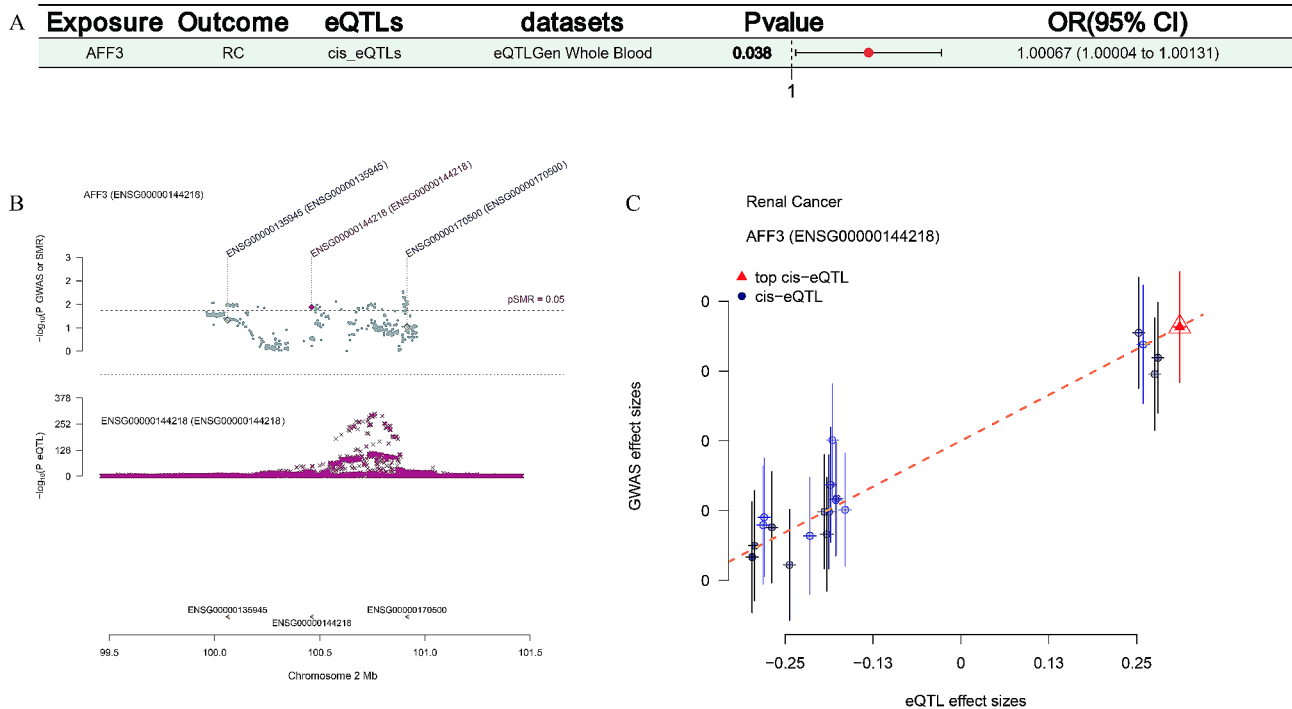 A
Exposure Outcome eQTLs datasets Pvalue OR(95% CI)
AFF3 RC cis_eQTLs eQTLGen Whole Blood 0.038 1.00067 (1.00004 to 1.00131)
1
B
AFF3 (ENSG00000144218)
ENSG00000135945 (ENSG00000135945)
ENSG00000144218 (ENSG00000144218)
ENSG00000170500 (ENSG00000170500)
−log10(P GWAS or SMR)
3
2
2
1
0
pSMR = 0.05
ENSG00000144218 (ENSG00000144218)
−log10(P eQTL)
378
252
126
0
ENSG00000135945
ENSG00000144218
ENSG00000170500
99.5 100.0 100.5 101.0 101.5
Chromosome 2 Mb
C
Renal Cancer
AFF3 (ENSG00000144218)
top cis−eQTL
cis−eQTL
GWAS effect sizes
0
0
0
0
0
−0.25 −0.13 0 0.13 0.25
eQTL effect sizes